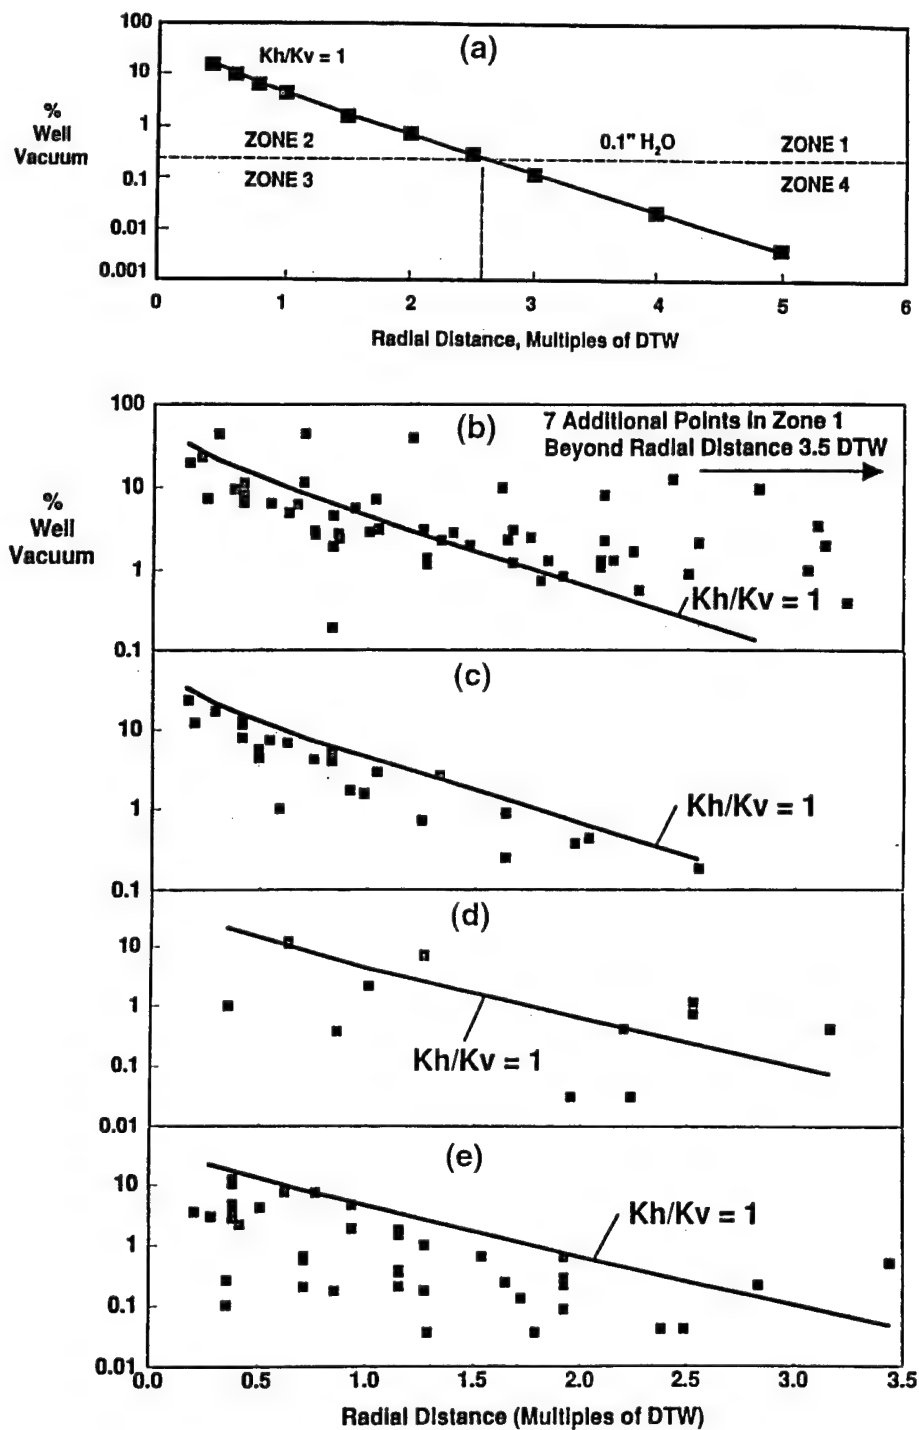 100
(a)
Kh/Kv = 1
10
%
Well
Vacuum
1
ZONE 2
0.1" H₂O
ZONE 1
0.1
ZONE 3
ZONE 4
0.01
0.001
0 1 2 3 4 5 6
Radial Distance, Multiples of DTW
100
(b)
7 Additional Points in Zone 1
Beyond Radial Distance 3.5 DTW
10
%
Well
Vacuum
1
Kh/Kv = 1
0.1
(c)
10
1
Kh/Kv = 1
0.1
(d)
10
1
Kh/Kv = 1
0.1
0.01
(e)
10
Kh/Kv = 1
1
0.1
0.01
0.0 0.5 1.0 1.5 2.0 2.5 3.0 3.5
Radial Distance (Multiples of DTW)